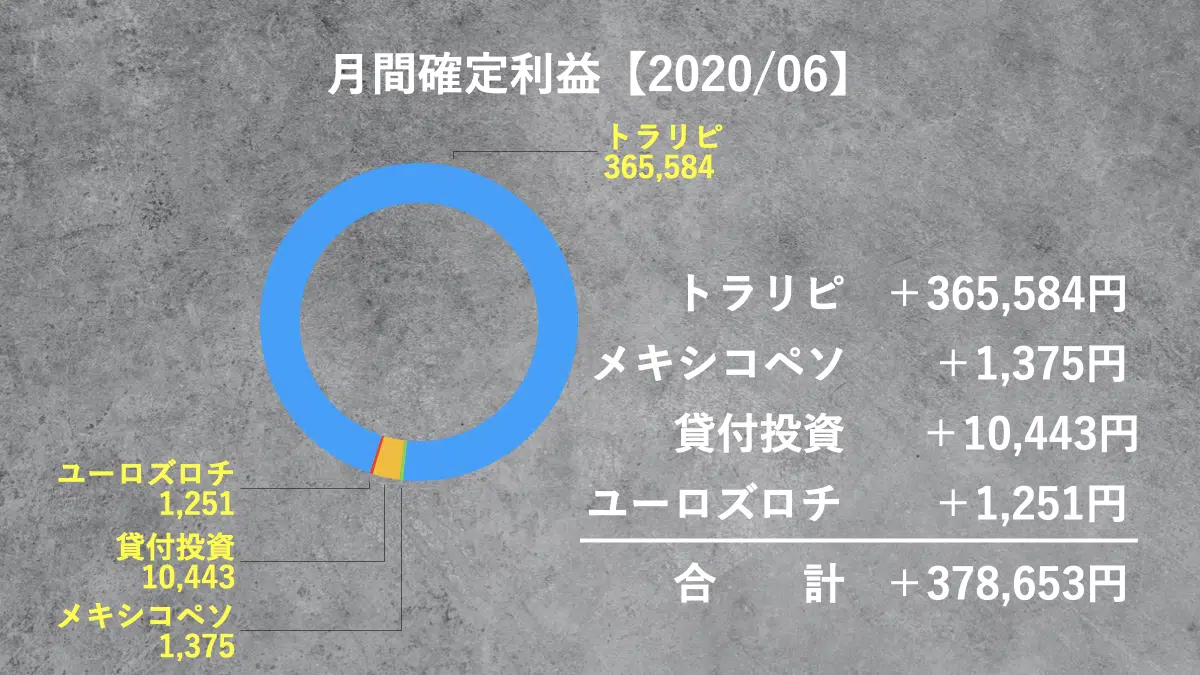 月間確定利益【2020/06】
トラリピ
365,584
トラリピ ＋365,584円
メキシコペソ ＋1,375円
貸付投資 ＋10,443円
ユーロズロチ ＋1,251円
合　計 ＋378,653円
ユーロズロチ
1,251
貸付投資
10,443
メキシコペソ
1,375